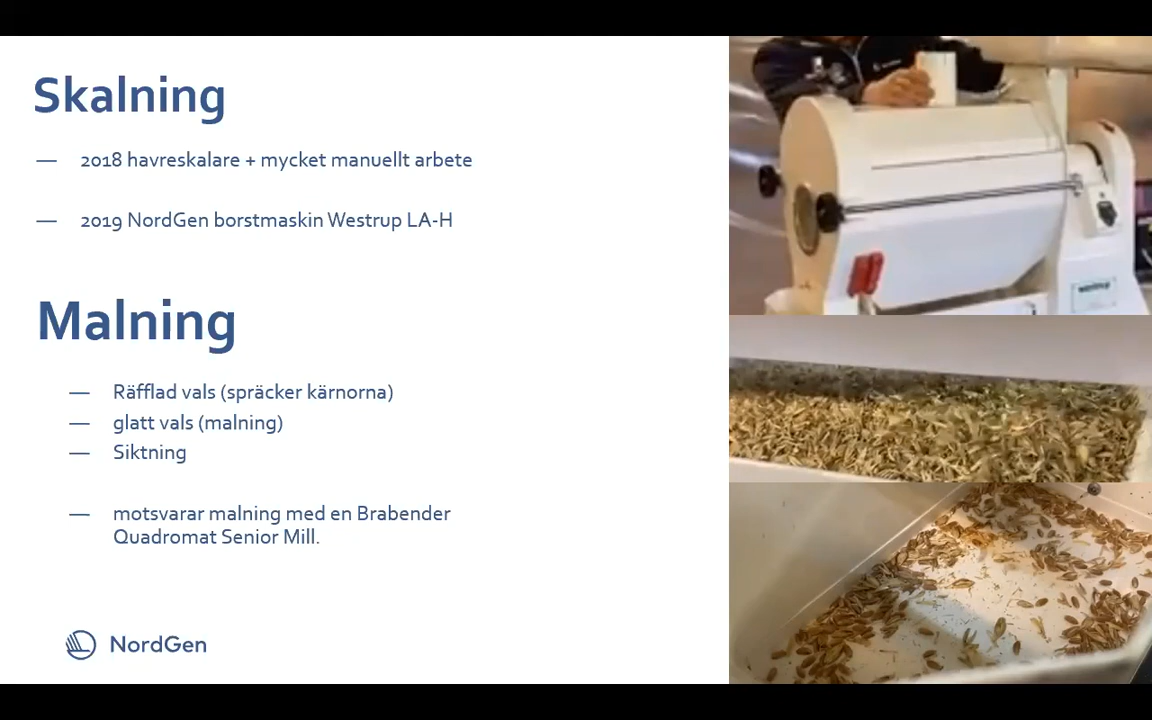 Skalning
— 2018 havreskalare + mycket manuellt arbete
— 2019 NordGen borstmaskin Westrup LA-H
Malning
— Räfflad vals (spräcker kärnorna)
— glatt vals (malning)
— Siktning
— motsvarar malning med en Brabender
Quadromat Senior Mill.
NordGen